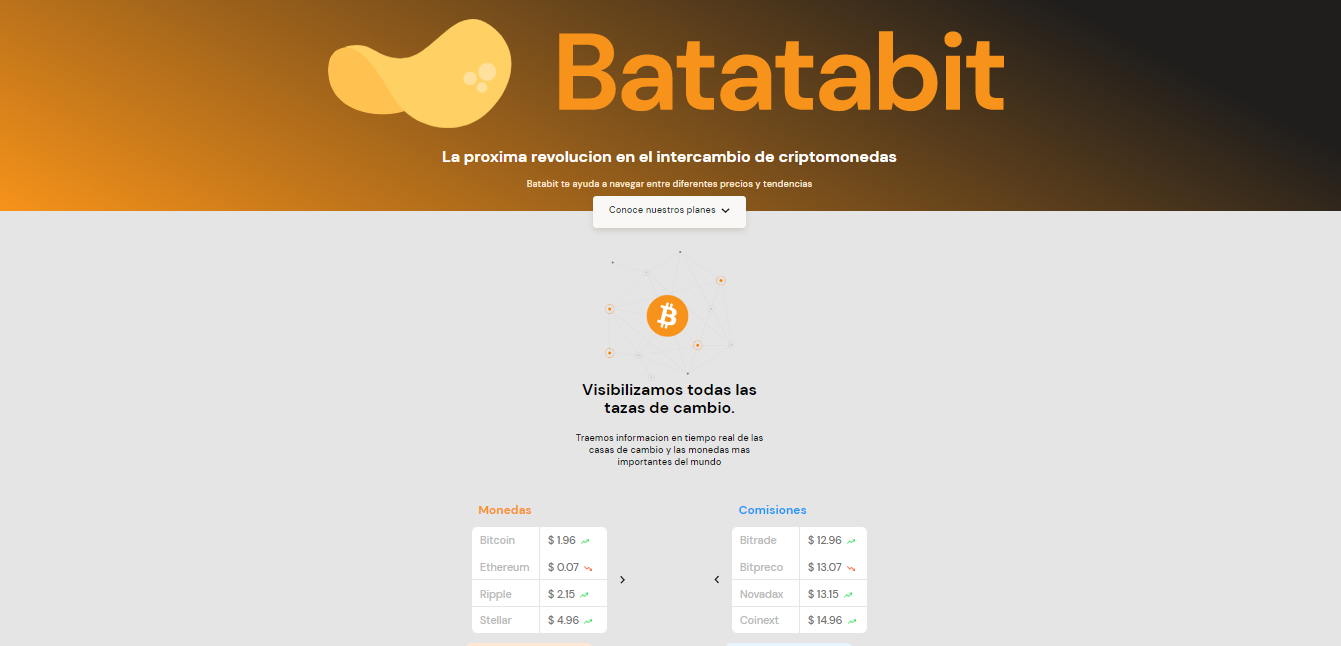 Batatabit
La proxima revolucion en el intercambio de criptomonedas
Batabit te ayuda a navegar entre diferentes precios y tendencias
Conoce nuestros planes
Visibilizamos todas las
tazas de cambio.
Traemos informacion en tiempo real de las
casas de cambio y las monedas mas
importantes del mundo
Monedas
Bitcoin $ 1.96
Ethereum $ 0.07
Ripple $ 2.15
Stellar $ 4.96
Comisiones
Bitrade $ 12.96
Bitpreco $ 13.07
Novadax $ 13.15
Coinext $ 14.96